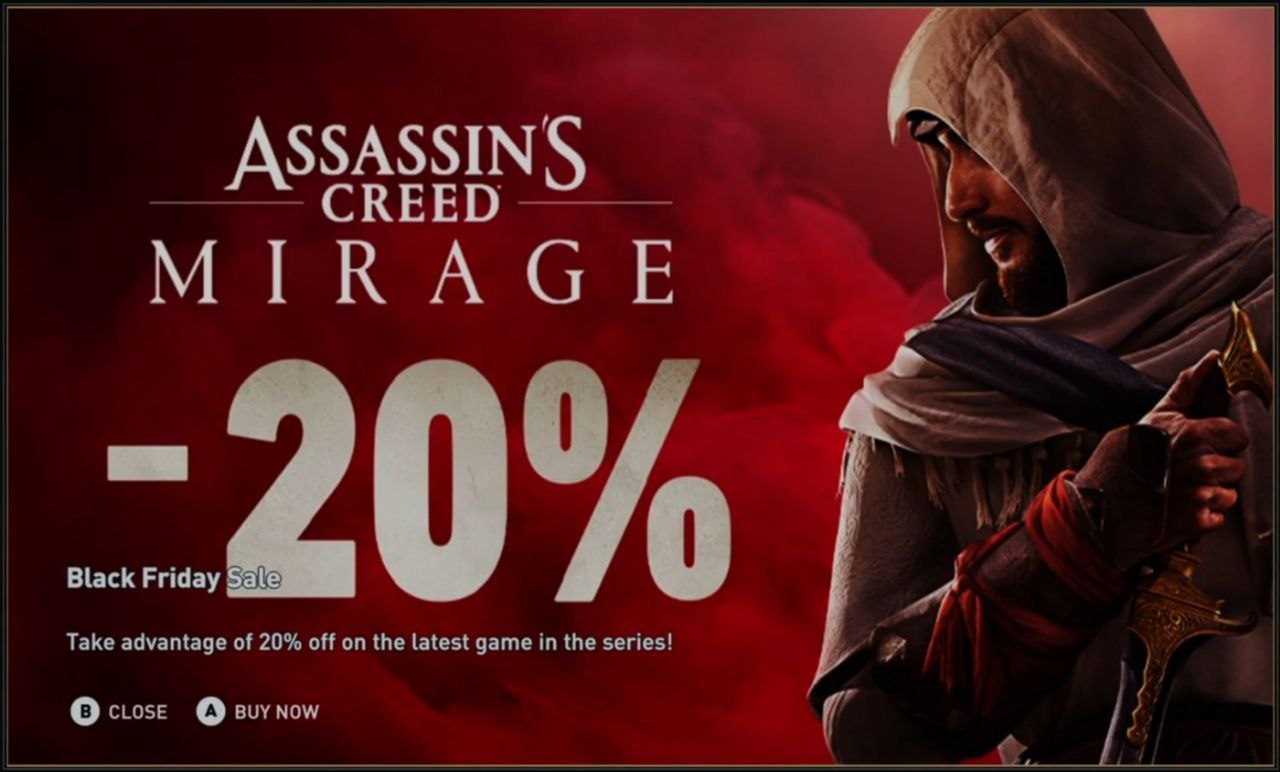 ASSASSIN'S
CREED
MIRAGE
-20%
Black Friday Sale
Take advantage of 20% off on the latest game in the series!
B CLOSE A BUY NOW